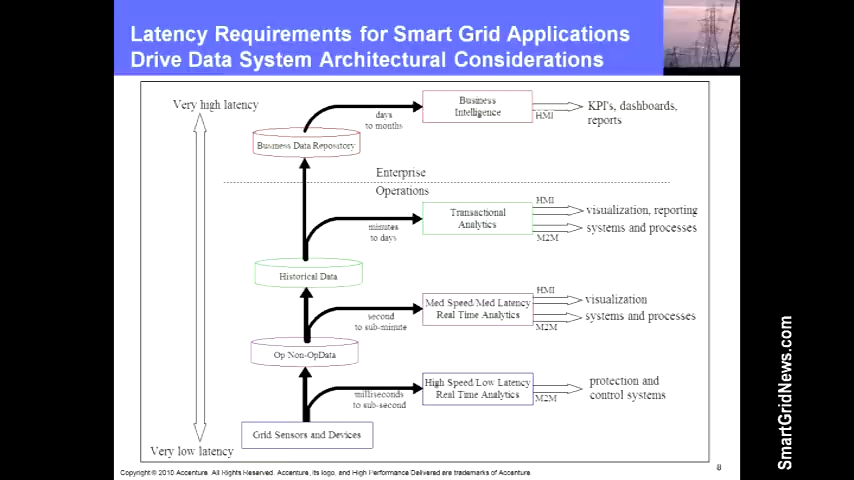 Latency Requirements for Smart Grid Applications
Drive Data System Architectural Considerations
Very high latency
days
to months
Business
Intelligence
HMI
KPI's, dashboards,
reports
Business Data Repository
Enterprise
Operations
minutes
to days
Transactional
Analytics
HMI
M2M
visualization, reporting
systems and processes
Historical Data
second
to sub-minute
Med Speed/Med Latency
Real Time Analytics
HMI
M2M
visualization
systems and processes
Op Non-OpData
milliseconds
to sub-second
High Speed Low Latency
Real Time Analytics
M2M
protection and
control systems
Grid Sensors and Devices
Very low latency
Copyright © 2010 Accenture All Rights Reserved. Accenture, its logo, and High Performance Delivered are trademarks of Accenture.
8
SmartGridNews.com